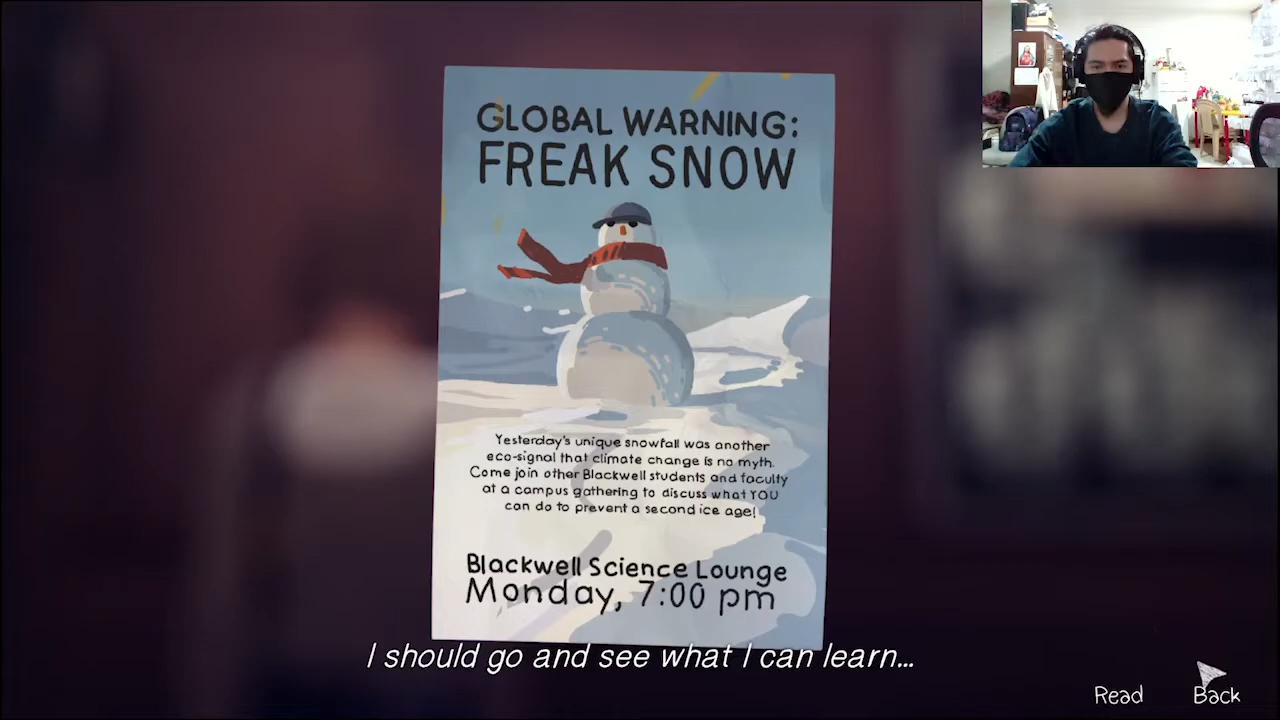 GLOBAL WARNING:
FREAK SNOW
Yesterday's unique snowfall was another
eco-signal that climate change is no myth.
Come join other Blackwell students and faculty
at a campus gathering to discuss what YOU
can do to prevent a second ice age!
Blackwell Science Lounge
Monday, 7:00 pm
I should go and see what I can learn...
Read
Back